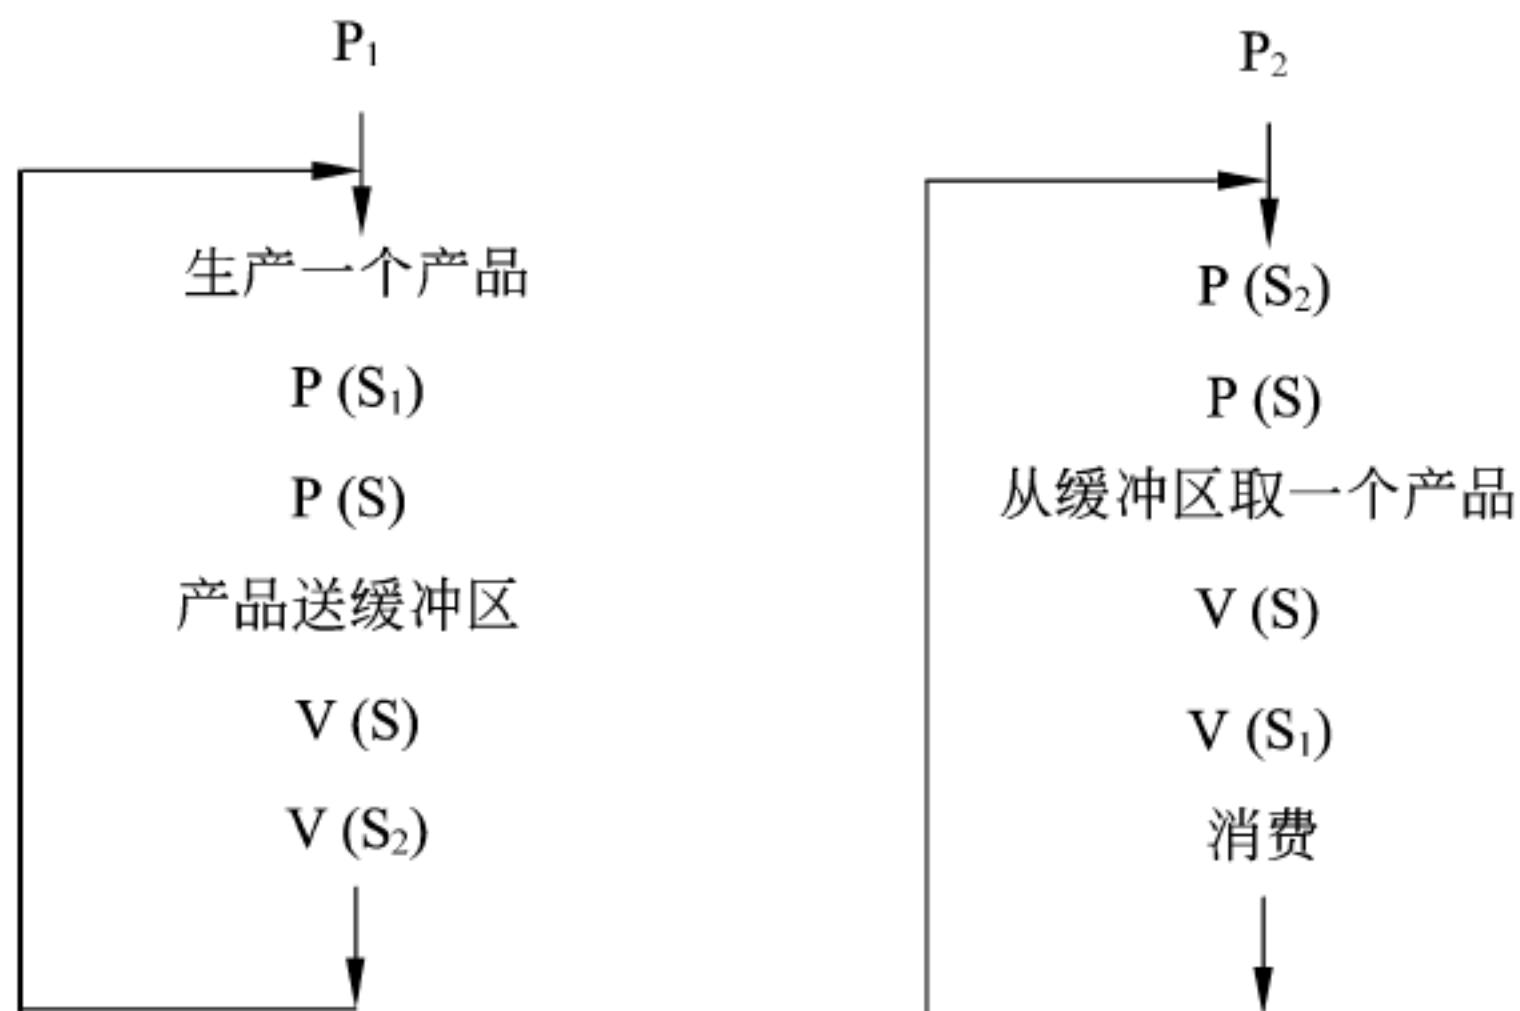 P₁
生产一个产品
P (S₁)
P (S)
产品送缓冲区
V (S)
V (S₂)
P₂
P (S₂)
P (S)
从缓冲区取一个产品
V (S)
V (S₁)
消费